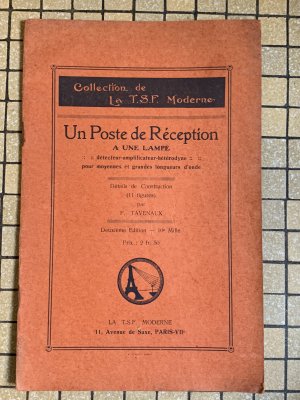 Collection de
La T.S.F. Moderne
Un Poste de Réception
A UNE LAMPE
:: :: détecteur-amplificateur-hétérodyne :: ::
pour moyennes et grandes longueurs d'onde
Détails de Construction
(11 figures)
par
F. TAVENAUX
Deuxième Édition — 10e Mille
Prix : 2 fr. 50
LA T.S.F. MODERNE
11, Avenue de Saxe, PARIS-VIIe